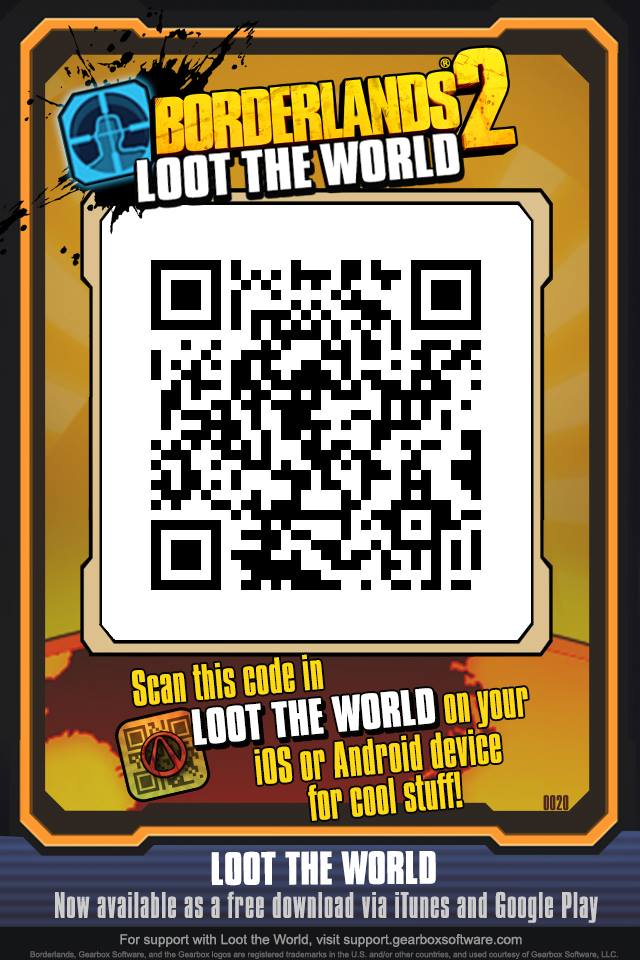 BORDERLANDS® 2
LOOT THE WORLD
Scan this code in
LOOT THE WORLD on your
iOS or Android device
for cool stuff!
0020
LOOT THE WORLD
Now available as a free download via iTunes and Google Play
For support with Loot the World, visit support.gearboxsoftware.com
Borderlands, Gearbox Software, and the Gearbox logos are registered trademarks in the U.S. and/or other countries, and used courtesy of Gearbox Software, LLC.